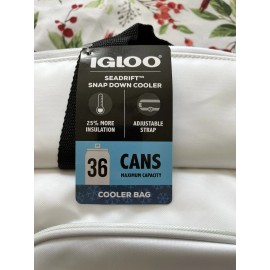 IGLOO
SEADRIFT™
SNAP DOWN COOLER
25% MORE
INSULATION
ADJUSTABLE
STRAP
36
CANS
MAXIMUM CAPACITY
COOLER BAG